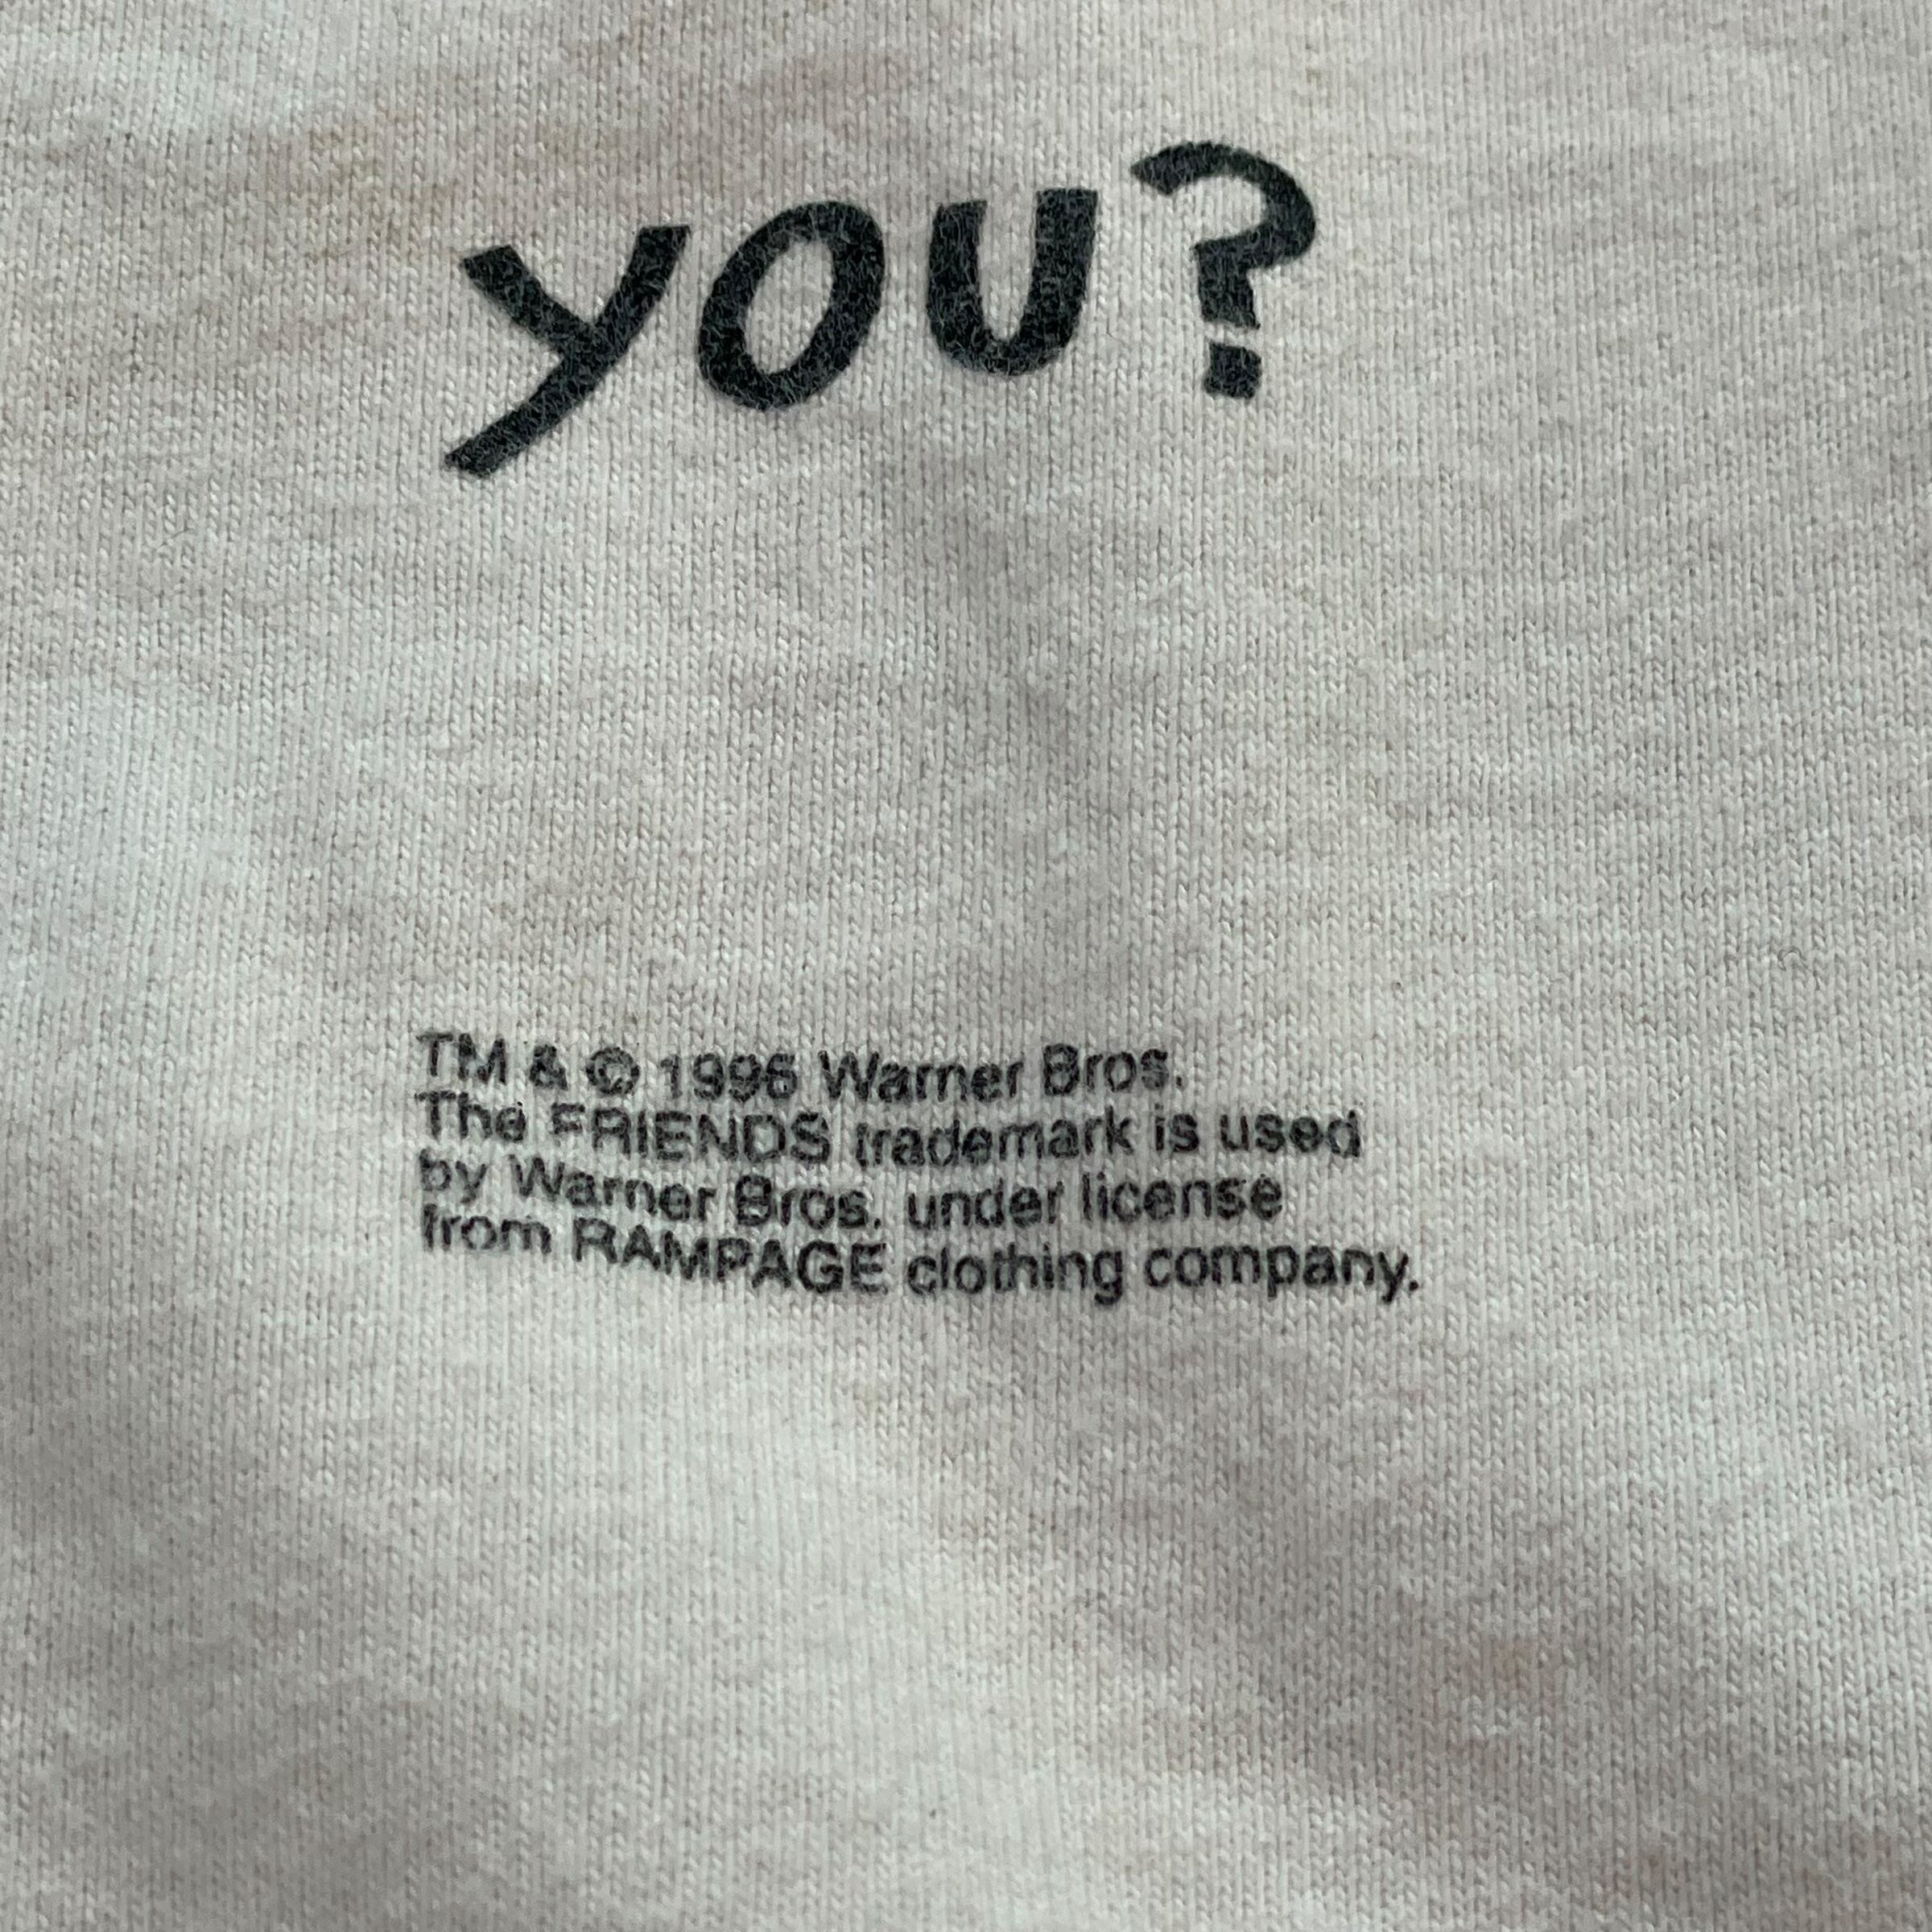 YOU?
TM & © 1996 Warner Bros.
The FRIENDS trademark is used
by Warner Bros. under license
from RAMPAGE clothing company.